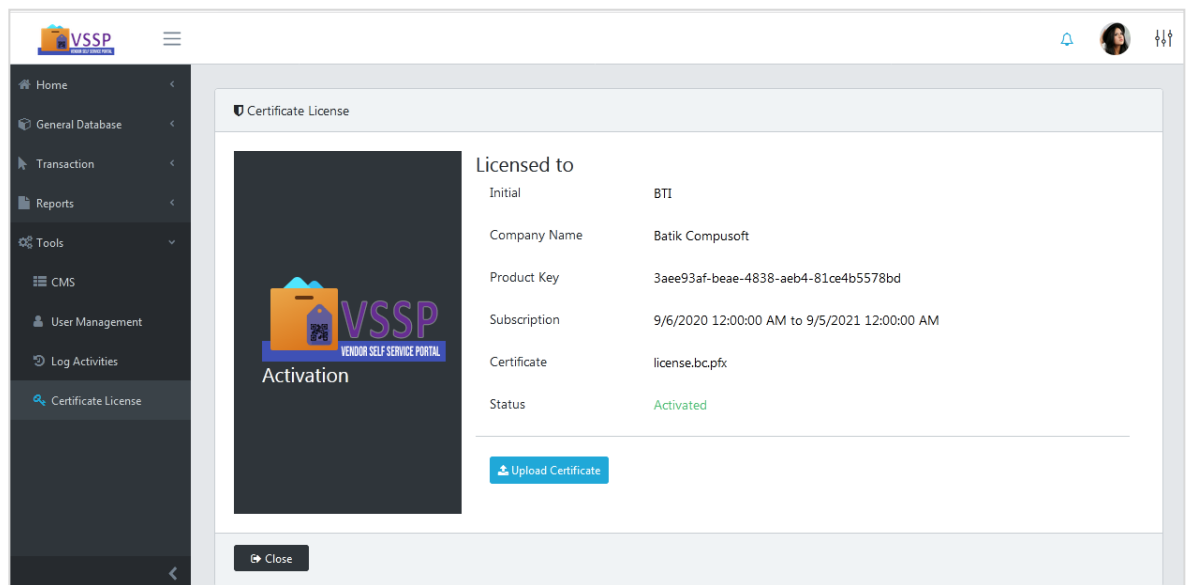 VSSP
VENDOR SELF SERVICE PORTAL
Home
General Database
Transaction
Reports
Tools
CMS
User Management
Log Activities
Certificate License
Certificate License
VSSP
VENDOR SELF SERVICE PORTAL
Activation
Licensed to
Initial BTI
Company Name Batik Compusoft
Product Key 3aee93af-beae-4838-aeb4-81ce4b5578bd
Subscription 9/6/2020 12:00:00 AM to 9/5/2021 12:00:00 AM
Certificate license.bc.pfx
Status Activated
Upload Certificate
Close